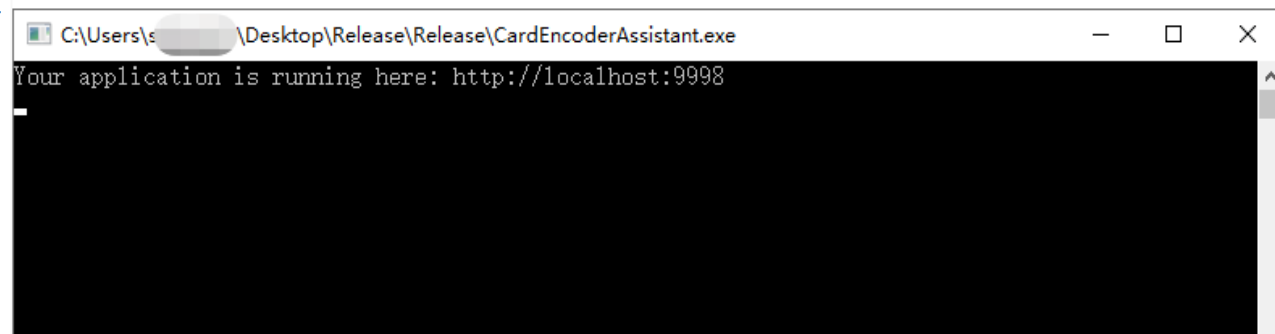 C:\Users\s \Desktop\Release\Release\CardEncoderAssistant.exe
Your application is running here: http://localhost:9998